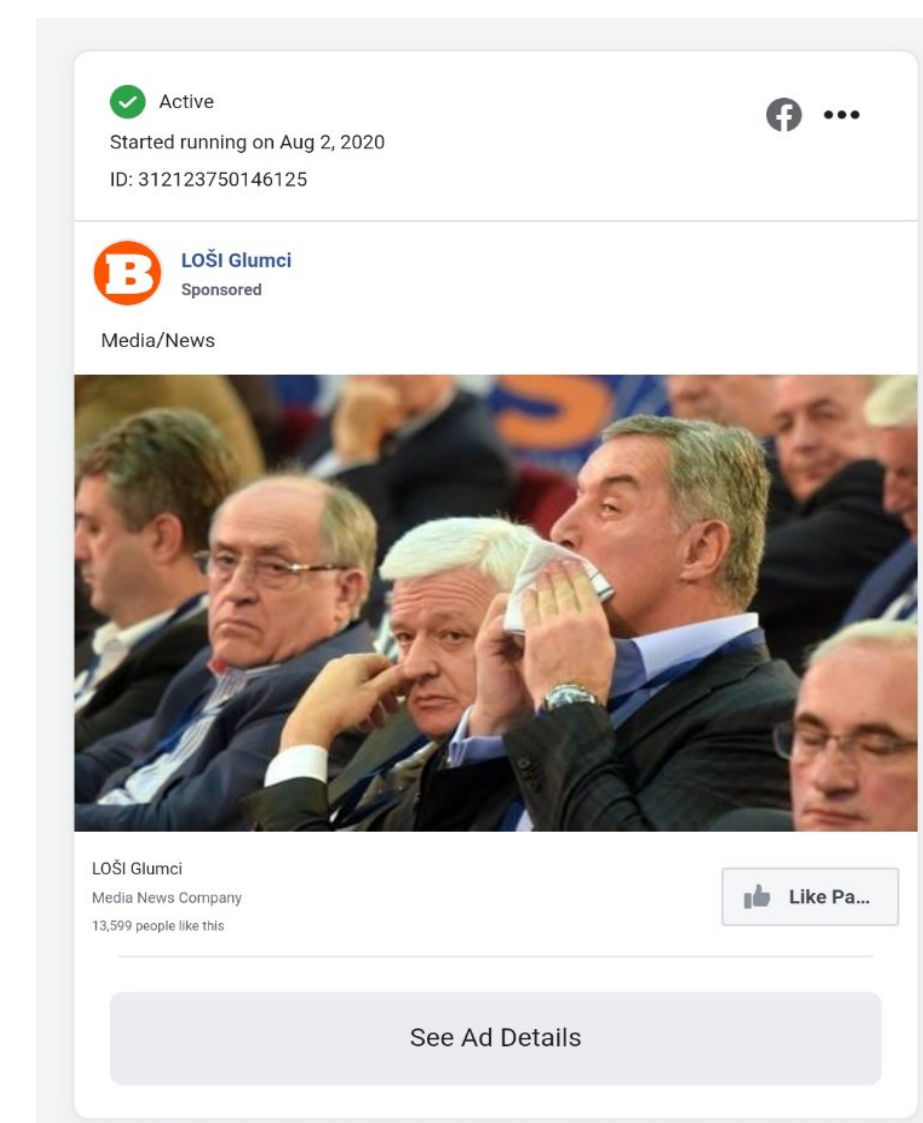 Active
Started running on Aug 2, 2020
ID: 312123750146125
B
LOŠI Glumci
Sponsored
Media/News
S
LOŠI Glumci
Media News Company
13,599 people like this
Like Pa...
See Ad Details